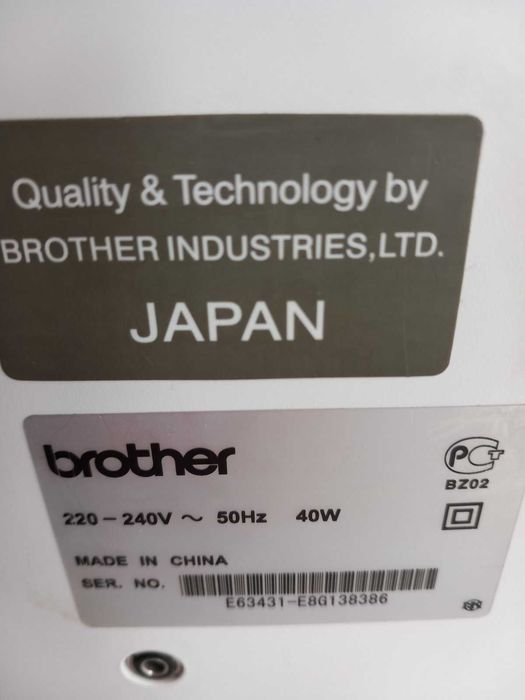 Quality & Technology by
BROTHER INDUSTRIES,LTD.
JAPAN
brother
PCT
BZ02
220-240V ~ 50Hz 40W
MADE IN CHINA
SER. NO.
E63431-E8G138386